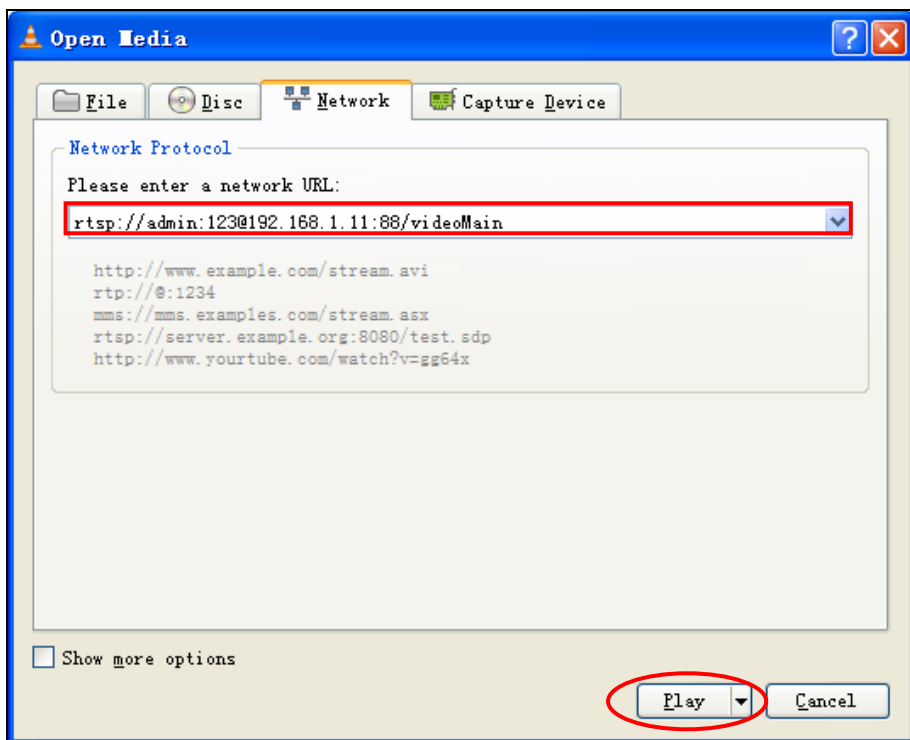 Open Media
File Disc Network Capture Device
Network Protocol
Please enter a network URL:
rtsp://admin:123@192.168.1.11:88/videoMain
http://www.example.com/stream.avi
rtp://@:1234
mms://mms.examples.com/stream.asx
rtsp://server.example.org:8080/test.sdp
http://www.yourtube.com/watch?v=gg64x
Show more options
Play Cancel